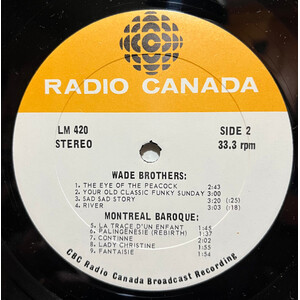 RADIO CANADA
LM 420
STEREO
SIDE 2
33.3 rpm
WADE BROTHERS:
1. THE EYE OF THE PEACOCK 2:43
2. YOUR OLD CLASSIC FUNKY SUNDAY 3:00
3. SAD SAD STORY 3:20 (:25)
4. RIVER 3:03 (:18)
MONTREAL BAROQUE:
5. LA TRACE D'UN ENFANT 1:45
6. PALINGENESIE (REBIRTH) 1:37
7. CONTINNE 2:02
8. LADY CHRISTINE 1:55
9. FANTAISIE 1:54
CBC Radio Canada Broadcast Recording